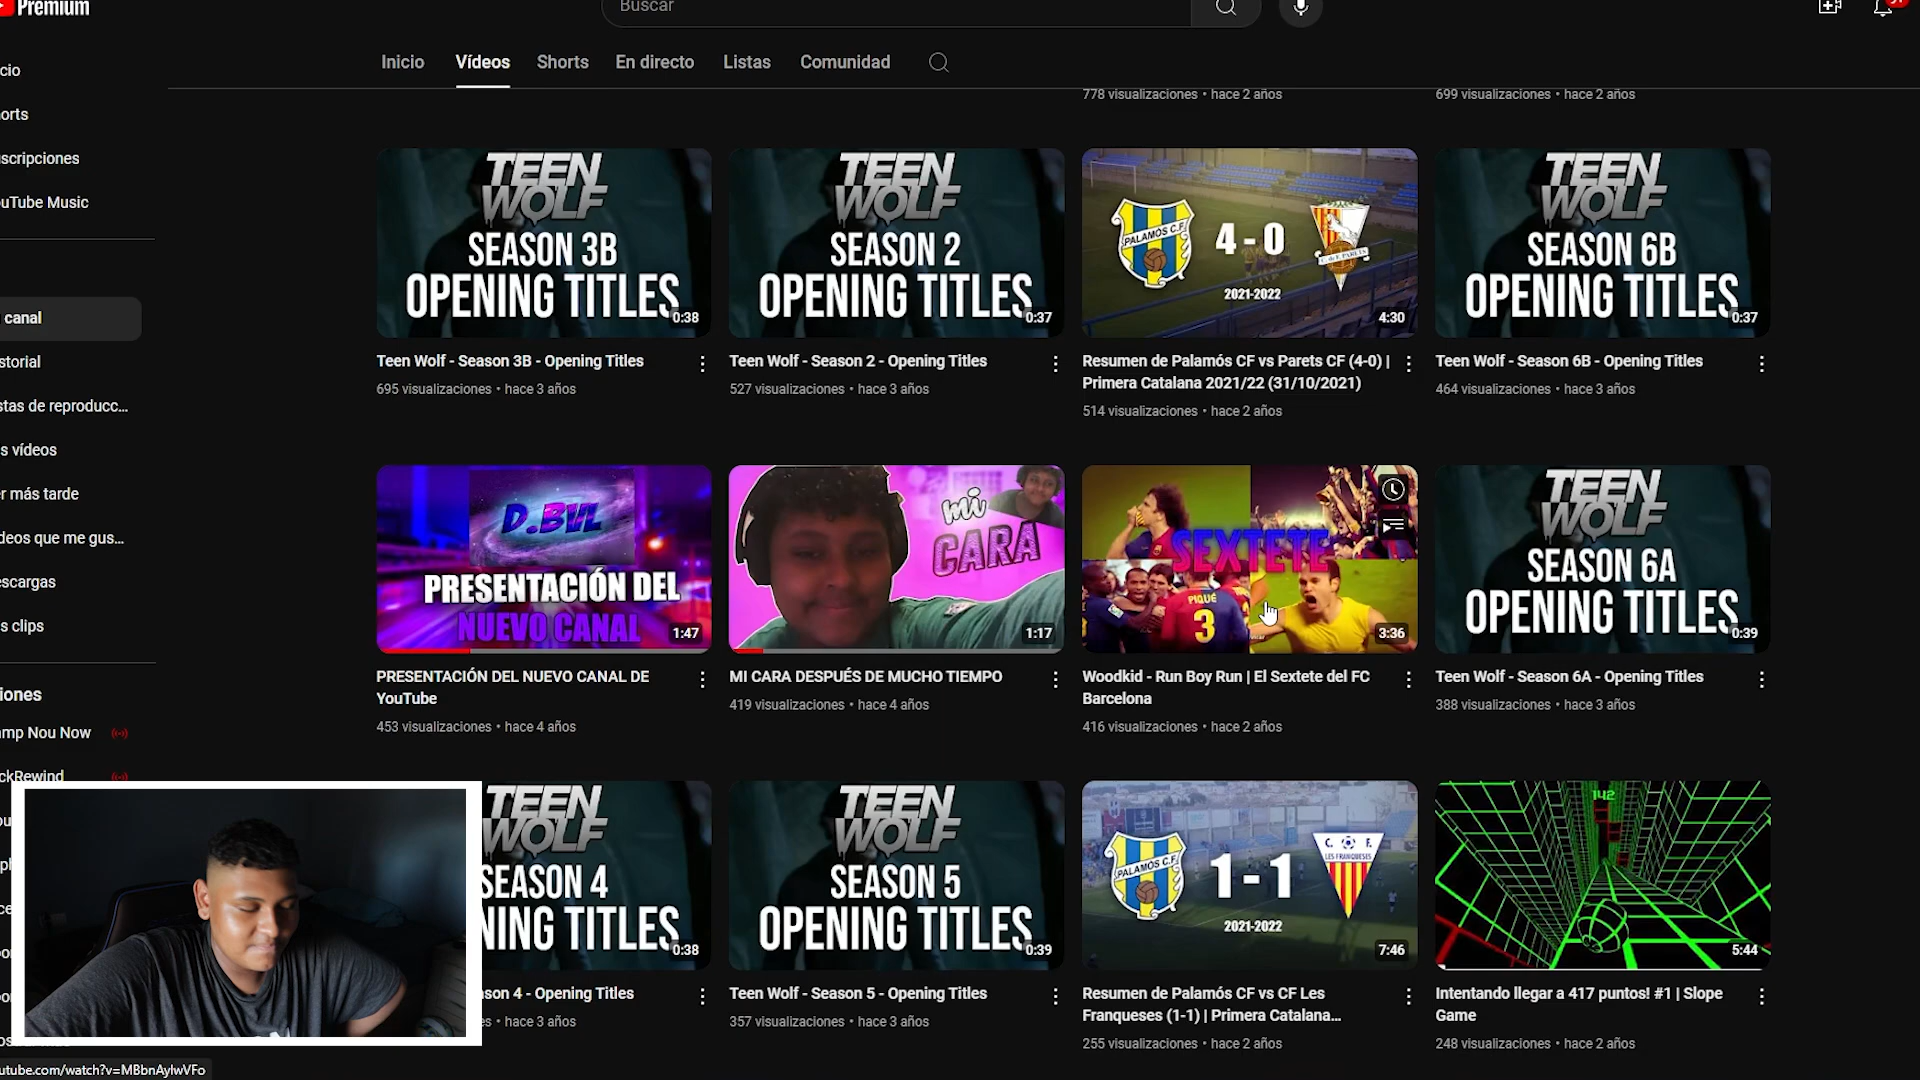 Premium
Buscar
Inicio
Vídeos
Shorts
En directo
Listas
Comunidad
cio
orts
scripciones
uTube Music
canal
storial
stas de reproducc...
s vídeos
r más tarde
deos que me gus...
escargas
s clips
iones
mp Nou Now
ckRewind
778 visualizaciones • hace 2 años
699 visualizaciones • hace 2 años
TEEN
WOLF
SEASON 3B
OPENING TITLES
0:38
Teen Wolf - Season 3B - Opening Titles
695 visualizaciones • hace 3 años
TEEN
WOLF
SEASON 2
OPENING TITLES
0:37
Teen Wolf - Season 2 - Opening Titles
527 visualizaciones • hace 3 años
PALAMÓS C.F.
4 - 0
C. de F. PARETS
2021-2022
4:30
Resumen de Palamós CF vs Parets CF (4-0) |
Primera Catalana 2021/22 (31/10/2021)
514 visualizaciones • hace 2 años
TEEN
WOLF
SEASON 6B
OPENING TITLES
0:37
Teen Wolf - Season 6B - Opening Titles
464 visualizaciones • hace 3 años
D.BVL
PRESENTACIÓN DEL
NUEVO CANAL
1:47
PRESENTACIÓN DEL NUEVO CANAL DE
YouTube
453 visualizaciones • hace 4 años
mi
CARA
1:17
MI CARA DESPUÉS DE MUCHO TIEMPO
419 visualizaciones • hace 4 años
SEXTETE
PIQUÉ
3
3:36
Woodkid - Run Boy Run | El Sextete del FC
Barcelona
416 visualizaciones • hace 2 años
TEEN
WOLF
SEASON 6A
OPENING TITLES
0:39
Teen Wolf - Season 6A - Opening Titles
388 visualizaciones • hace 3 años
TEEN
WOLF
SEASON 4
NING TITLES
0:38
son 4 - Opening Titles
es • hace 3 años
TEEN
WOLF
SEASON 5
OPENING TITLES
0:39
Teen Wolf - Season 5 - Opening Titles
357 visualizaciones • hace 3 años
PALAMÓS C.F.
1 - 1
C. F.
LES FRANQUESES
2021-2022
7:46
Resumen de Palamós CF vs CF Les
Franqueses (1-1) | Primera Catalana...
255 visualizaciones • hace 2 años
142
5:44
Intentando llegar a 417 puntos! #1 | Slope
Game
248 visualizaciones • hace 2 años
utube.com/watch?v=MBbnAylwVFo